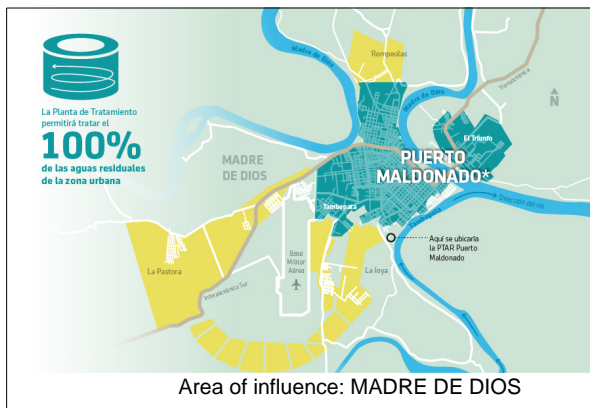 La Planta de Tratamiento
permitirá tratar el
100%
de las aguas residuales
de la zona urbana
Madre de Dios
Rompeolas
Madre de Dios
Transoceánica
N
El Triunfo
MADRE
DE DIOS
PUERTO
MALDONADO*
Tambopata
Tambopata
Dirección del río
Aquí se ubicaría
la PTAR Puerto
Maldonado
Base
Militar
Aérea
La Joya
La Pastora
Interoceánica Sur
Area of influence: MADRE DE DIOS